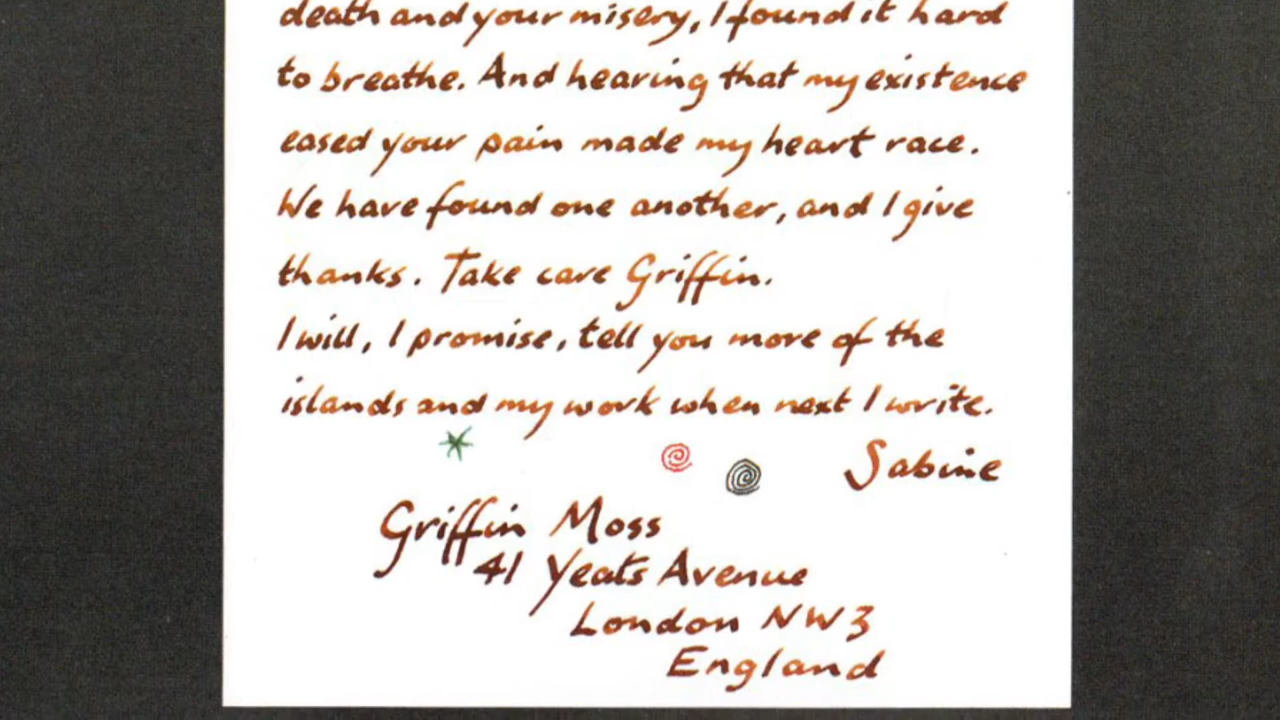 death and your misery, I found it hard
to breathe. And hearing that my existence
eased your pain made my heart race.
We have found one another, and I give
thanks. Take care Griffin.
I will, I promise, tell you more of the
islands and my work when next I write.
Sabine
Griffin Moss
41 Yeats Avenue
London NW3
England